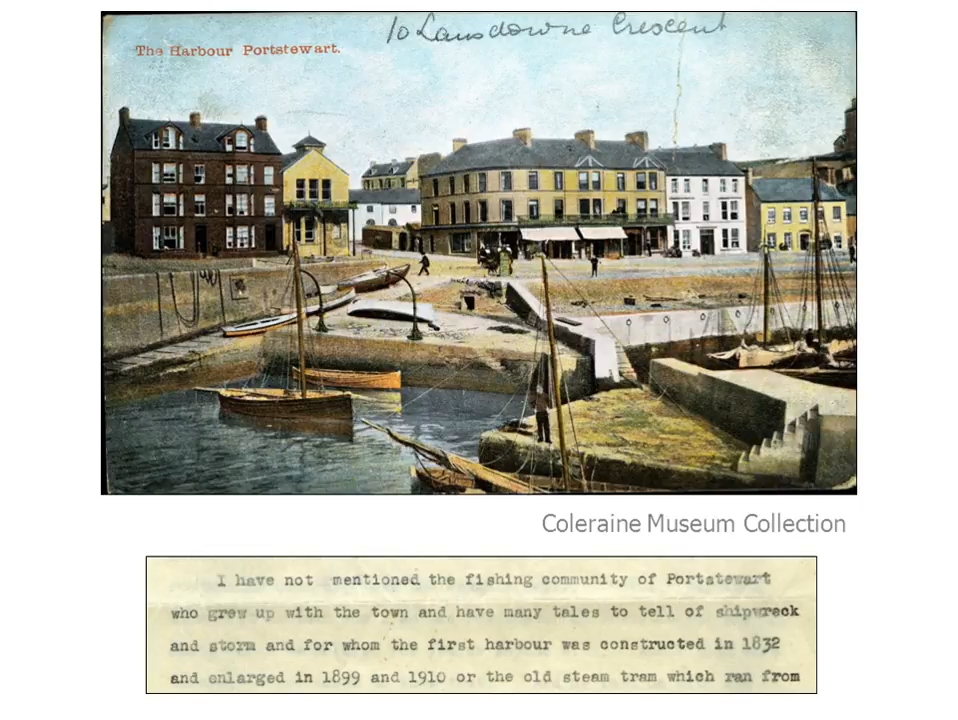 10 Lansdowne Crescent
The Harbour Portstewart.
Coleraine Museum Collection
I have not mentioned the fishing community of Portstewart
who grew up with the town and have many tales to tell of shipwreck
and storm and for whom the first harbour was constructed in 1832
and enlarged in 1899 and 1910 or the old steam tram which ran from